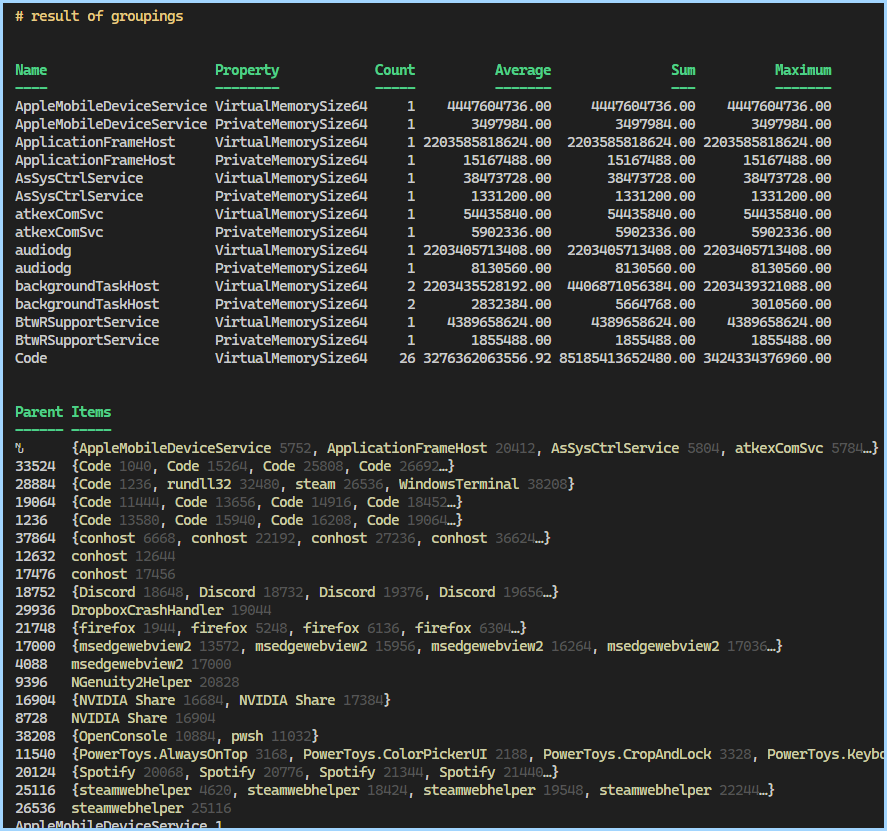 # result of groupings
Name Property Count Average Sum Maximum
---- -------- ----- ------- --- -------
AppleMobileDeviceService VirtualMemorySize64 1 4447604736.00 4447604736.00 4447604736.00
AppleMobileDeviceService PrivateMemorySize64 1 3497984.00 3497984.00 3497984.00
ApplicationFrameHost VirtualMemorySize64 1 2203585818624.00 2203585818624.00 2203585818624.00
ApplicationFrameHost PrivateMemorySize64 1 15167488.00 15167488.00 15167488.00
AsSysCtrlService VirtualMemorySize64 1 38473728.00 38473728.00 38473728.00
AsSysCtrlService PrivateMemorySize64 1 1331200.00 1331200.00 1331200.00
atkexComSvc VirtualMemorySize64 1 54435840.00 54435840.00 54435840.00
atkexComSvc PrivateMemorySize64 1 5902336.00 5902336.00 5902336.00
audiodg VirtualMemorySize64 1 2203405713408.00 2203405713408.00 2203405713408.00
audiodg PrivateMemorySize64 1 8130560.00 8130560.00 8130560.00
backgroundTaskHost VirtualMemorySize64 2 2203435528192.00 4406871056384.00 2203439321088.00
backgroundTaskHost PrivateMemorySize64 2 2832384.00 5664768.00 3010560.00
BtwRSupportService VirtualMemorySize64 1 4389658624.00 4389658624.00 4389658624.00
BtwRSupportService PrivateMemorySize64 1 1855488.00 1855488.00 1855488.00
Code VirtualMemorySize64 26 3276362063556.92 85185413652480.00 3424334376960.00
Parent Items
------ -----
␀ {AppleMobileDeviceService 5752, ApplicationFrameHost 20412, AsSysCtrlService 5804, atkexComSvc 5784…}
33524 {Code 1040, Code 15264, Code 25808, Code 26692…}
28884 {Code 1236, rundll32 32480, steam 26536, WindowsTerminal 38208}
19064 {Code 11444, Code 13656, Code 14916, Code 18452…}
1236 {Code 13580, Code 15940, Code 16208, Code 19064…}
37864 {conhost 6668, conhost 22192, conhost 27236, conhost 36624…}
12632 conhost 12644
17476 conhost 17456
18752 {Discord 18648, Discord 18732, Discord 19376, Discord 19656…}
29936 DropboxCrashHandler 19044
21748 {firefox 1944, firefox 5248, firefox 6136, firefox 6304…}
17000 {msedgewebview2 13572, msedgewebview2 15956, msedgewebview2 16264, msedgewebview2 17036…}
4088 msedgewebview2 17000
9396 NGenuity2Helper 20828
16904 {NVIDIA Share 16684, NVIDIA Share 17384}
8728 NVIDIA Share 16904
38208 {OpenConsole 10884, pwsh 11032}
11540 {PowerToys.AlwaysOnTop 3168, PowerToys.ColorPickerUI 2188, PowerToys.CropAndLock 3328, PowerToys.Keybo
20124 {Spotify 20068, Spotify 20776, Spotify 21344, Spotify 21440…}
25116 {steamwebhelper 4620, steamwebhelper 18424, steamwebhelper 19548, steamwebhelper 22244…}
26536 steamwebhelper 25116
AppleMobileDeviceService 1